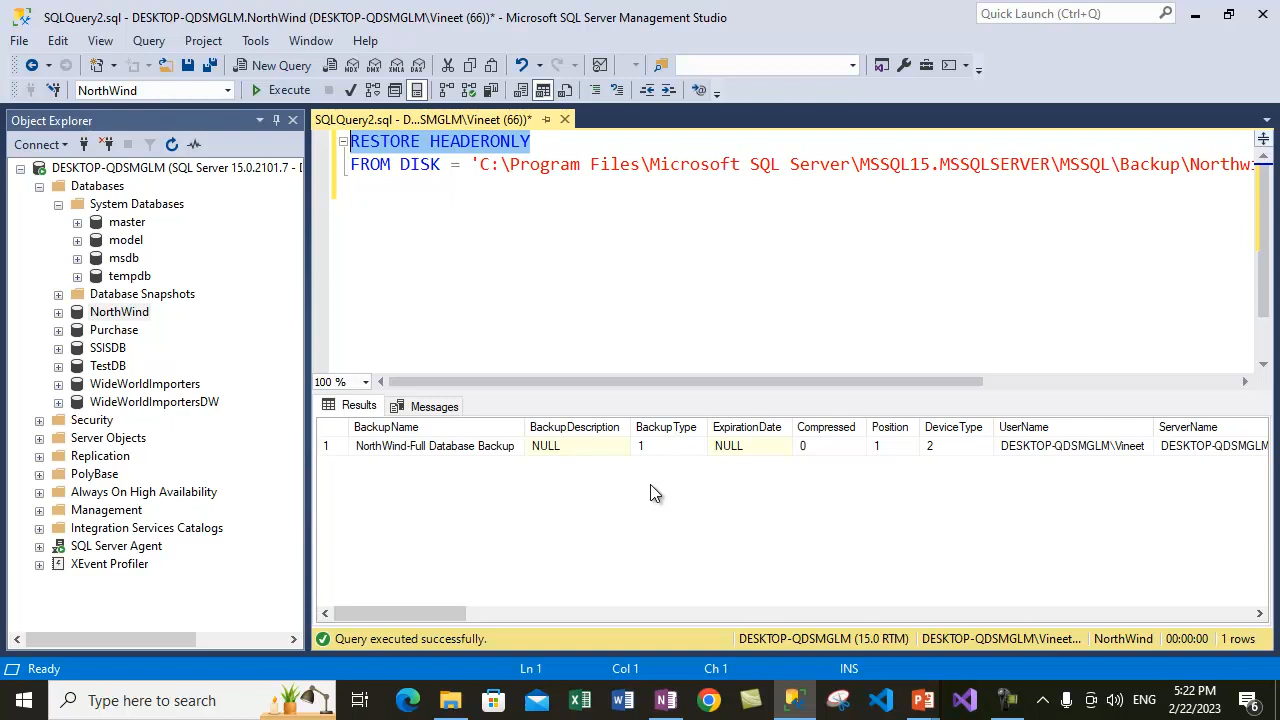 SQLQuery2.sql - DESKTOP-QDSMGLM.NorthWind (DESKTOP-QDSMGLM\Vineet (66))* - Microsoft SQL Server Management Studio
Quick Launch (Ctrl+Q)
File Edit View Query Project Tools Window Help
New Query MDX DMX XMLA DAX
NorthWind Execute
Object Explorer
SQLQuery2.sql - D...SMGLM\Vineet (66))*
Connect
RESTORE HEADERONLY
FROM DISK = 'C:\Program Files\Microsoft SQL Server\MSSQL15.MSSQLSERVER\MSSQL\Backup\Northwi
DESKTOP-QDSMGLM (SQL Server 15.0.2101.7 - D
Databases
System Databases
master
model
msdb
tempdb
Database Snapshots
NorthWind
Purchase
SSISDB
TestDB
WideWorldImporters
WideWorldImportersDW
Security
Server Objects
Replication
PolyBase
Always On High Availability
Management
Integration Services Catalogs
SQL Server Agent
XEvent Profiler
100 %
Results Messages
BackupName BackupDescription BackupType ExpirationDate Compressed Position DeviceType UserName ServerName
1 NorthWind-Full Database Backup NULL 1 NULL 0 1 2 DESKTOP-QDSMGLM\Vineet DESKTOP-QDSMGLM
Query executed successfully. DESKTOP-QDSMGLM (15.0 RTM) DESKTOP-QDSMGLM\Vineet... NorthWind 00:00:00 1 rows
Ready Ln 1 Col 1 Ch 1 INS
Type here to search ENG
5:22 PM
2/22/2023
6